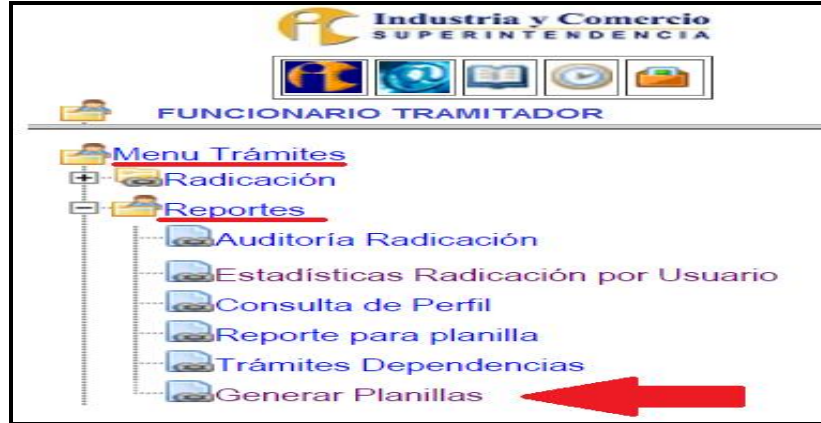 Industria y Comercio
SUPERINTENDENCIA
FUNCIONARIO TRAMITADOR
Menu Trámites
Radicación
Reportes
Auditoría Radicación
Estadísticas Radicación por Usuario
Consulta de Perfil
Reporte para planilla
Trámites Dependencias
Generar Planillas